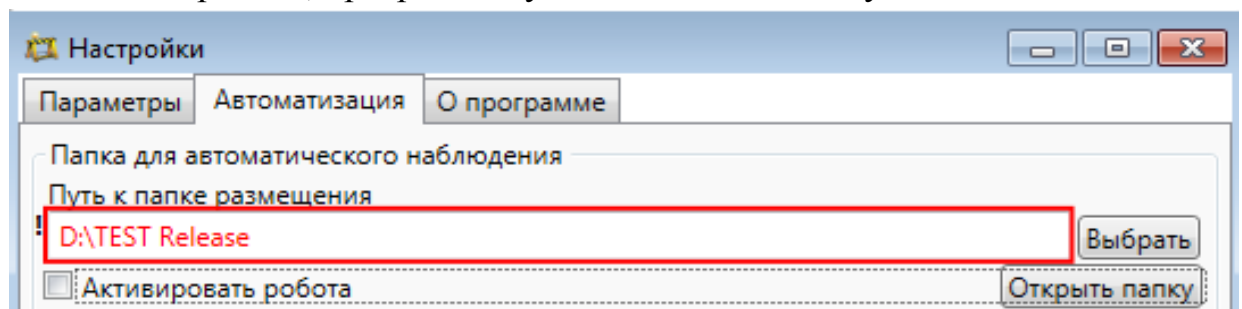 Настройки
Параметры Автоматизация О программе
Папка для автоматического наблюдения
Путь к папке размещения
! D:\TEST Release Выбрать
Активировать робота Открыть папку